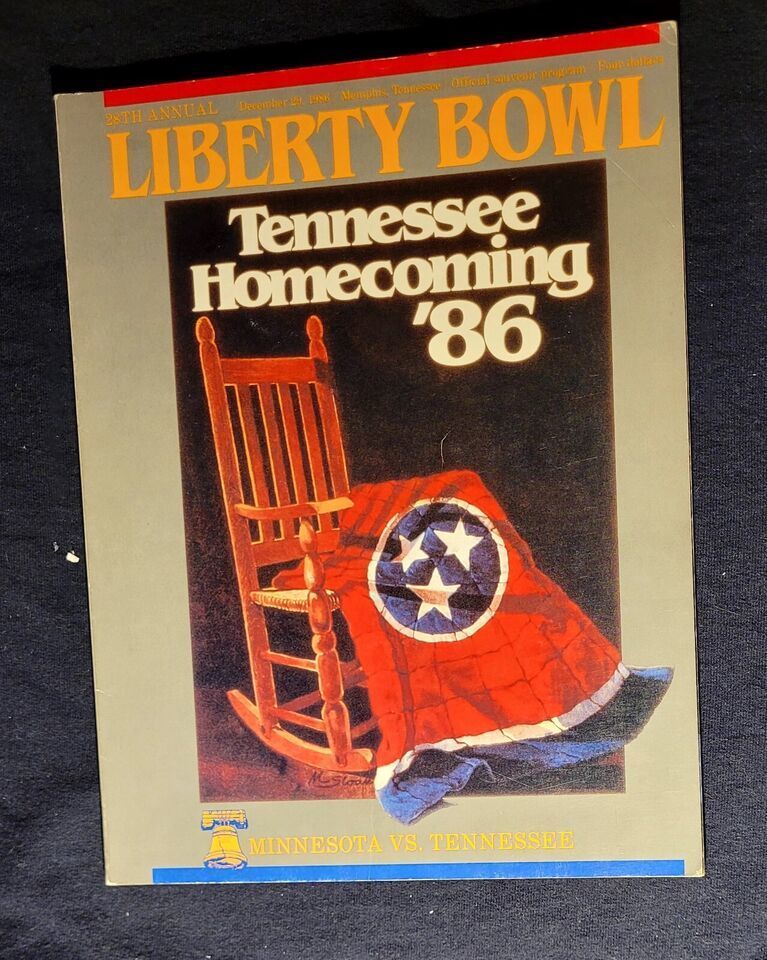 28TH ANNUAL December 29, 1986 Memphis, Tennessee Official souvenir program Four dollars
LIBERTY BOWL
Tennessee
Homecoming
'86
M Sloan
MINNESOTA VS. TENNESSEE